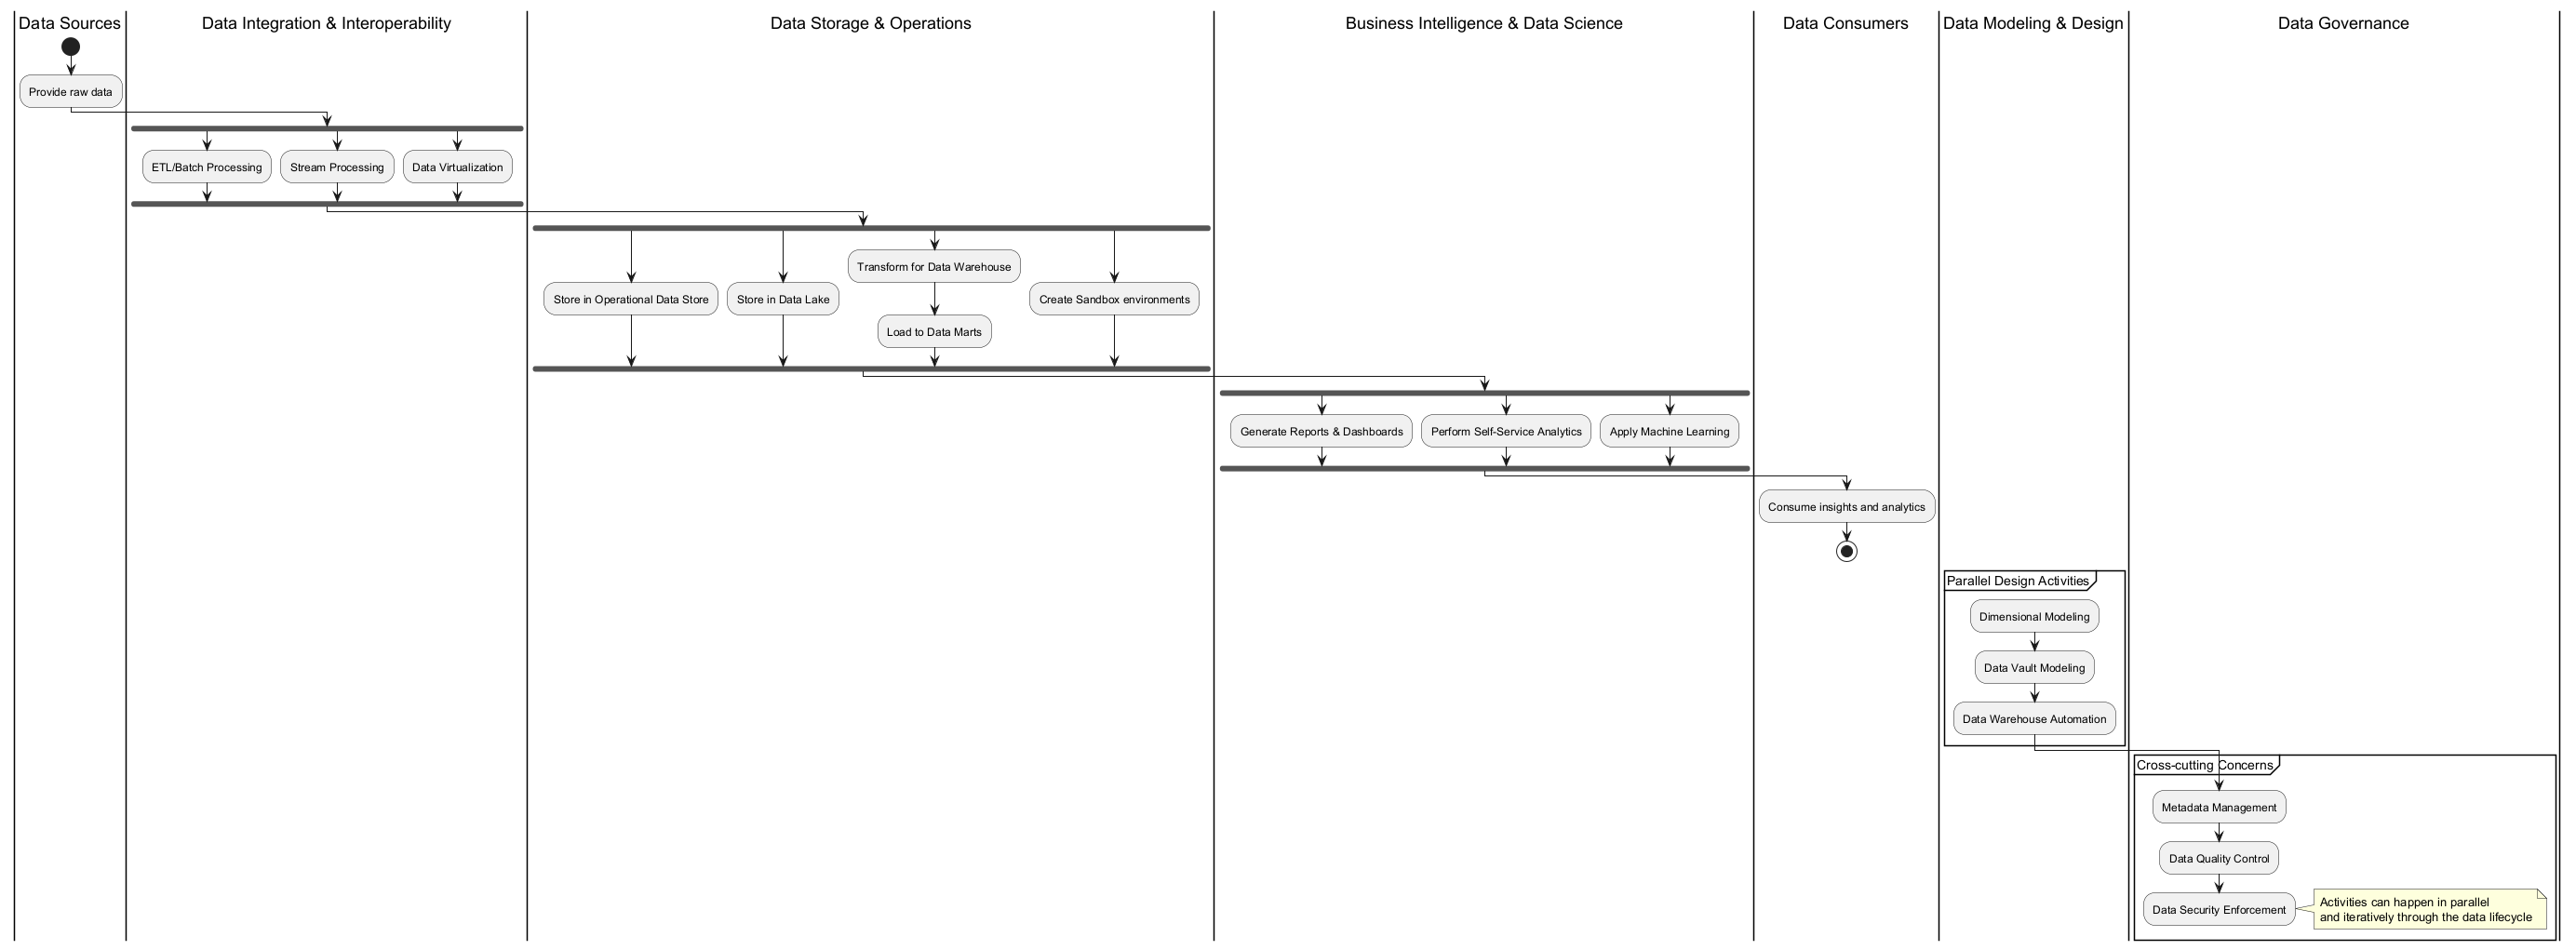 Data Sources
Data Integration & Interoperability
Data Storage & Operations
Business Intelligence & Data Science
Data Consumers
Data Modeling & Design
Data Governance
Provide raw data
ETL/Batch Processing
Stream Processing
Data Virtualization
Transform for Data Warehouse
Store in Operational Data Store
Store in Data Lake
Create Sandbox environments
Load to Data Marts
Generate Reports & Dashboards
Perform Self-Service Analytics
Apply Machine Learning
Consume insights and analytics
Parallel Design Activities
Dimensional Modeling
Data Vault Modeling
Data Warehouse Automation
Cross-cutting Concerns
Metadata Management
Data Quality Control
Data Security Enforcement
Activities can happen in parallel
and iteratively through the data lifecycle